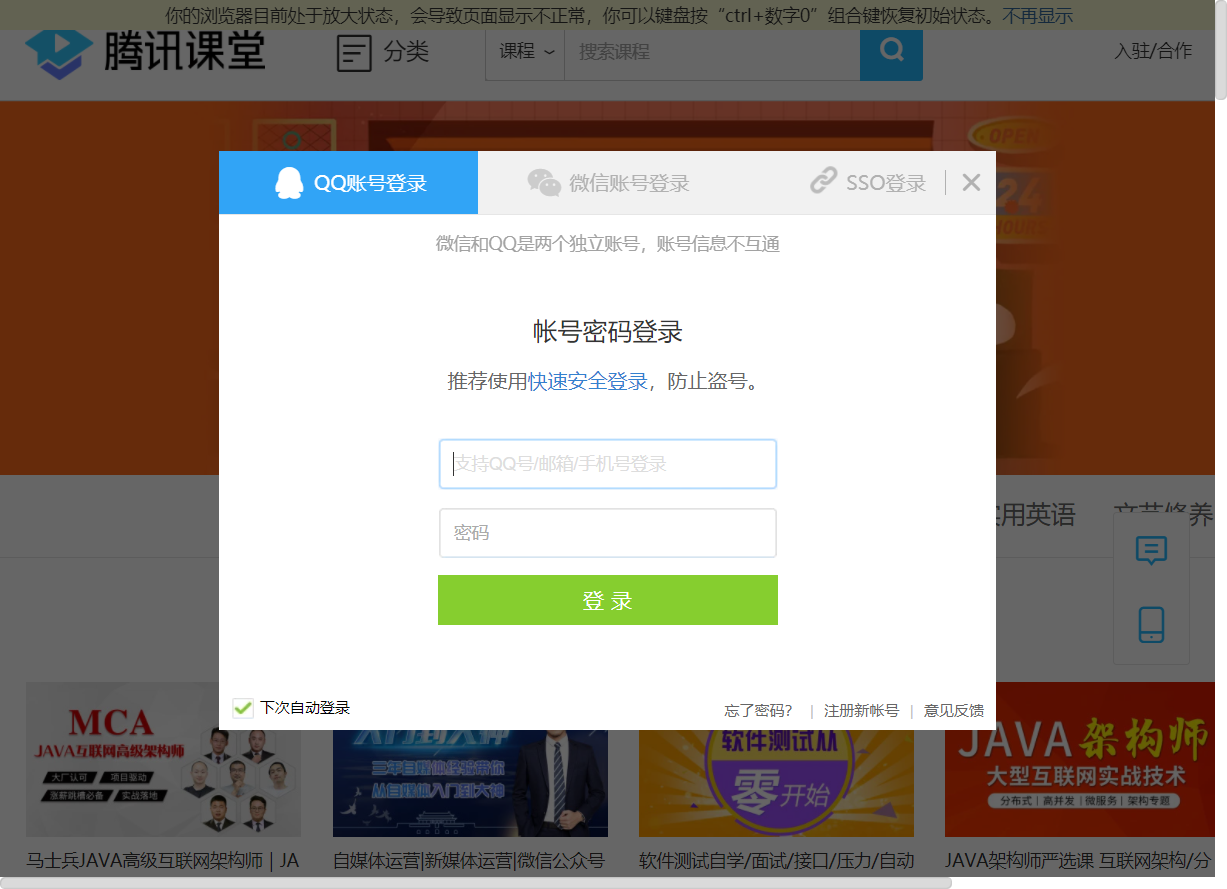 你的浏览器目前处于放大状态，会导致页面显示不正常，你可以键盘按“ctrl+数字0”组合键恢复初始状态。不再显示
腾讯课堂
分类
课程
搜索课程
入驻/合作
OPEN
24
HOURS
QQ账号登录
微信账号登录
SSO登录
微信和QQ是两个独立账号，账号信息不互通
帐号密码登录
推荐使用快速安全登录，防止盗号。
支持QQ号/邮箱/手机号登录
密码
登 录
下次自动登录
忘了密码？ | 注册新帐号 | 意见反馈
实用英语
文艺修养
MCA
JAVA互联网高级架构师
大厂认可 项目驱动
涨薪跳槽必备 实战落地
入门到大神
三年自媒体经验带你
从自媒体入门到大神
软件测试从
零开始
JAVA架构师
大型互联网实战技术
分布式|高并发|微服务|架构专题
马士兵JAVA高级互联网架构师｜JA
自媒体运营|新媒体运营|微信公众号
软件测试自学/面试/接口/压力/自动
JAVA架构师严选课 互联网架构/分